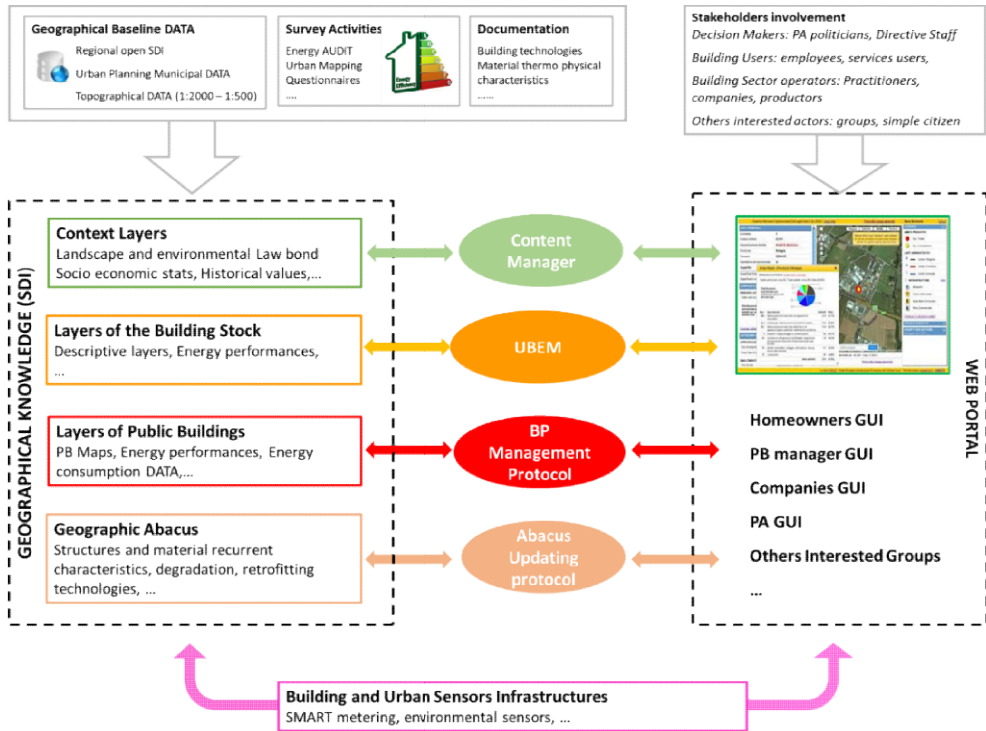 Geographical Baseline DATA
Regional open SDI
Urban Planning Municipal DATA
Topographical DATA (1:2000 – 1:500)
Survey Activities
Energy AUDIT
Urban Mapping
Questionnaires
....
Energy
Efficiency
Documentation
Building technologies
Material thermo physical
characteristics
... ...
Stakeholders involvement
Decision Makers: PA politicians, Directive Staff
Building Users: employees, services users,
Building Sector operators: Practitioners,
companies, productors
Others interested actors: groups, simple citizen
GEOGRAPHICAL KNOWLEDGE (SDI)
Context Layers
Landscape and environmental Law bond
Socio economic stats, Historical values,...
Layers of the Building Stock
Descriptive layers, Energy performances,
...
Layers of Public Buildings
PB Maps, Energy performances, Energy
consumption DATA,...
Geographic Abacus
Structures and material recurrent
characteristics, degradation, retrofitting
technologies, ...
Content
Manager
UBEM
BP
Management
Protocol
Abacus
Updating
protocol
WEB PORTAL
Homeowners GUI
PB manager GUI
Companies GUI
PA GUI
Others Interested Groups
...
Building and Urban Sensors Infrastructures
SMART metering, environmental sensors, ...